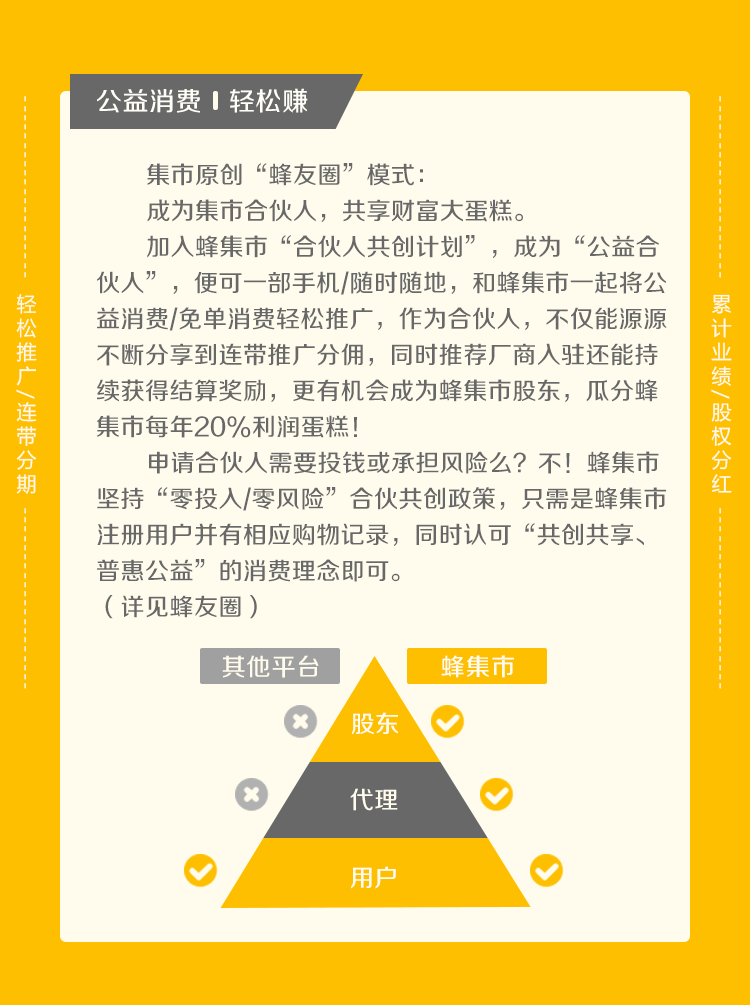 公益消费 | 轻松赚
集市原创“蜂友圈”模式：
成为集市合伙人，共享财富大蛋糕。
加入蜂集市“合伙人共创计划”，成为“公益合
伙人”，便可一部手机/随时随地，和蜂集市一起将公
益消费/免单消费轻松推广，作为合伙人，不仅能源源
不断分享到连带推广分佣，同时推荐厂商入驻还能持
续获得结算奖励，更有机会成为蜂集市股东，瓜分蜂
集市每年20%利润蛋糕！
申请合伙人需要投钱或承担风险么？不！蜂集市
坚持“零投入/零风险”合伙共创政策，只需是蜂集市
注册用户并有相应购物记录，同时认可“共创共享、
普惠公益”的消费理念即可。
（详见蜂友圈）
轻松推广/连带分期
累计业绩/股权分红
其他平台
蜂集市
股东
代理
用户